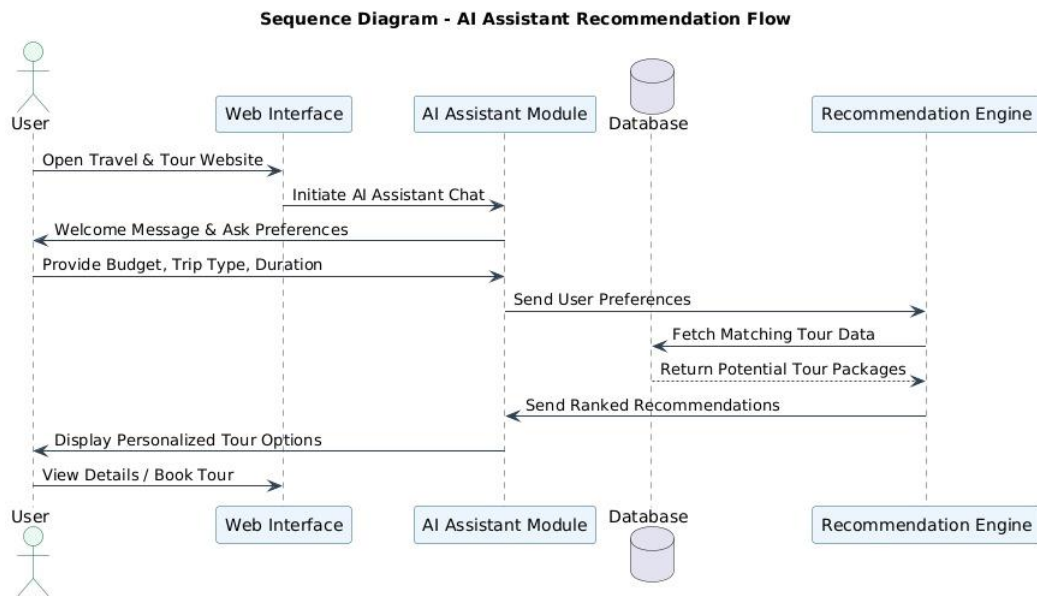 Sequence Diagram - AI Assistant Recommendation Flow
User
Web Interface
AI Assistant Module
Database
Recommendation Engine
Open Travel & Tour Website
Initiate AI Assistant Chat
Welcome Message & Ask Preferences
Provide Budget, Trip Type, Duration
Send User Preferences
Fetch Matching Tour Data
Return Potential Tour Packages
Send Ranked Recommendations
Display Personalized Tour Options
View Details / Book Tour
User
Web Interface
AI Assistant Module
Database
Recommendation Engine